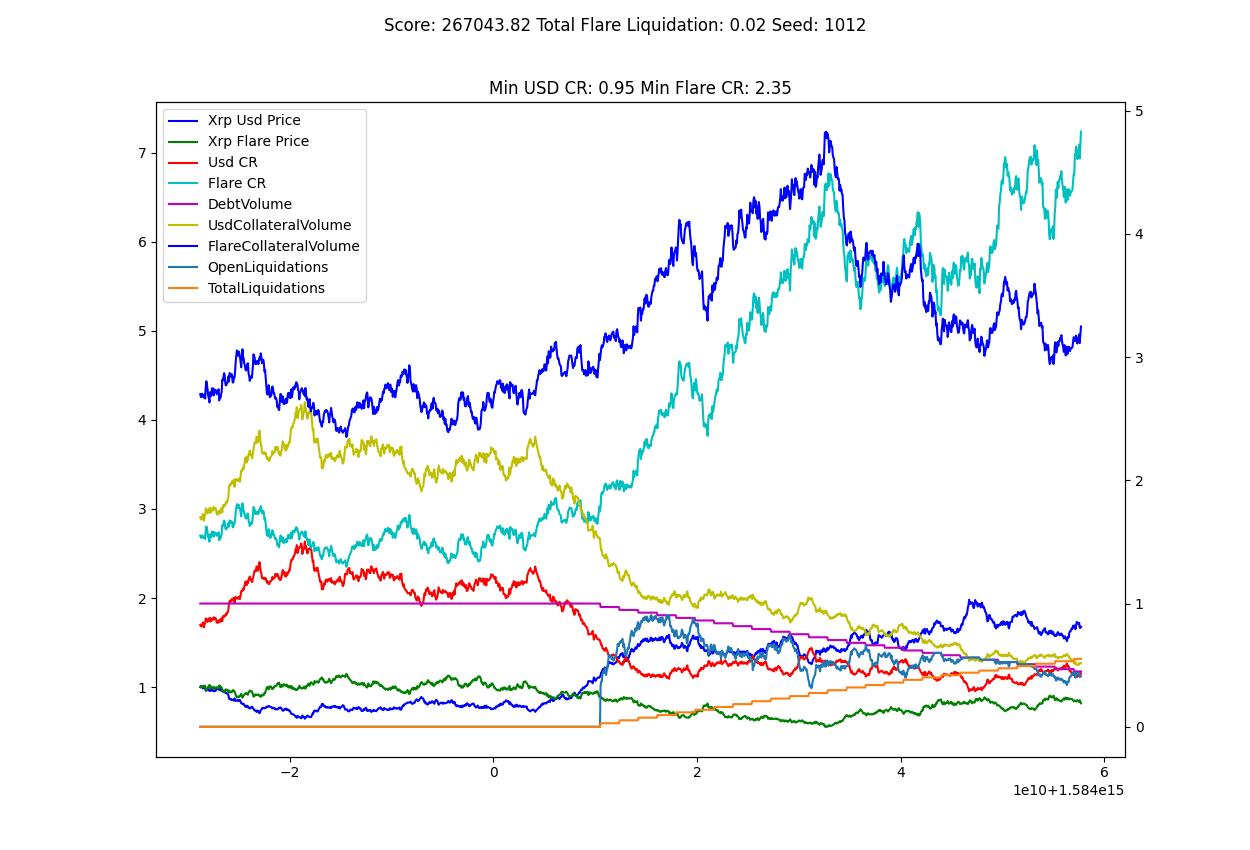 Score: 267043.82 Total Flare Liquidation: 0.02 Seed: 1012
Min USD CR: 0.95 Min Flare CR: 2.35
Xrp Usd Price
Xrp Flare Price
Usd CR
Flare CR
DebtVolume
UsdCollateralVolume
FlareCollateralVolume
OpenLiquidations
TotalLiquidations
7
6
5
4
3
2
1
5
4
3
2
1
0
−2
0
2
4
6
1e10+1.584e15